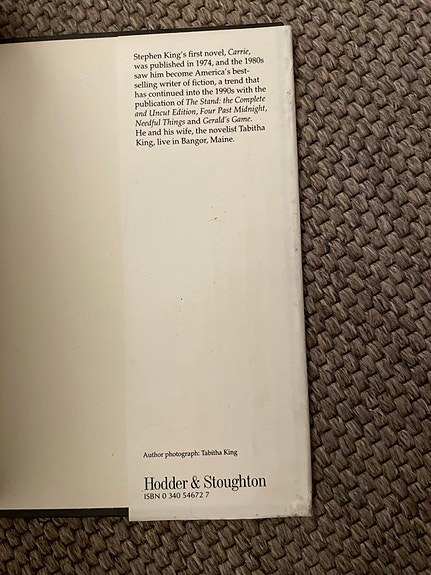 Stephen King's first novel, Carrie,
was published in 1974, and the 1980s
saw him become America's best-
selling writer of fiction, a trend that
has continued into the 1990s with the
publication of The Stand: the Complete
and Uncut Edition, Four Past Midnight,
Needful Things and Gerald's Game.
He and his wife, the novelist Tabitha
King, live in Bangor, Maine.
Author photograph: Tabitha King
Hodder & Stoughton
ISBN 0 340 54672 7